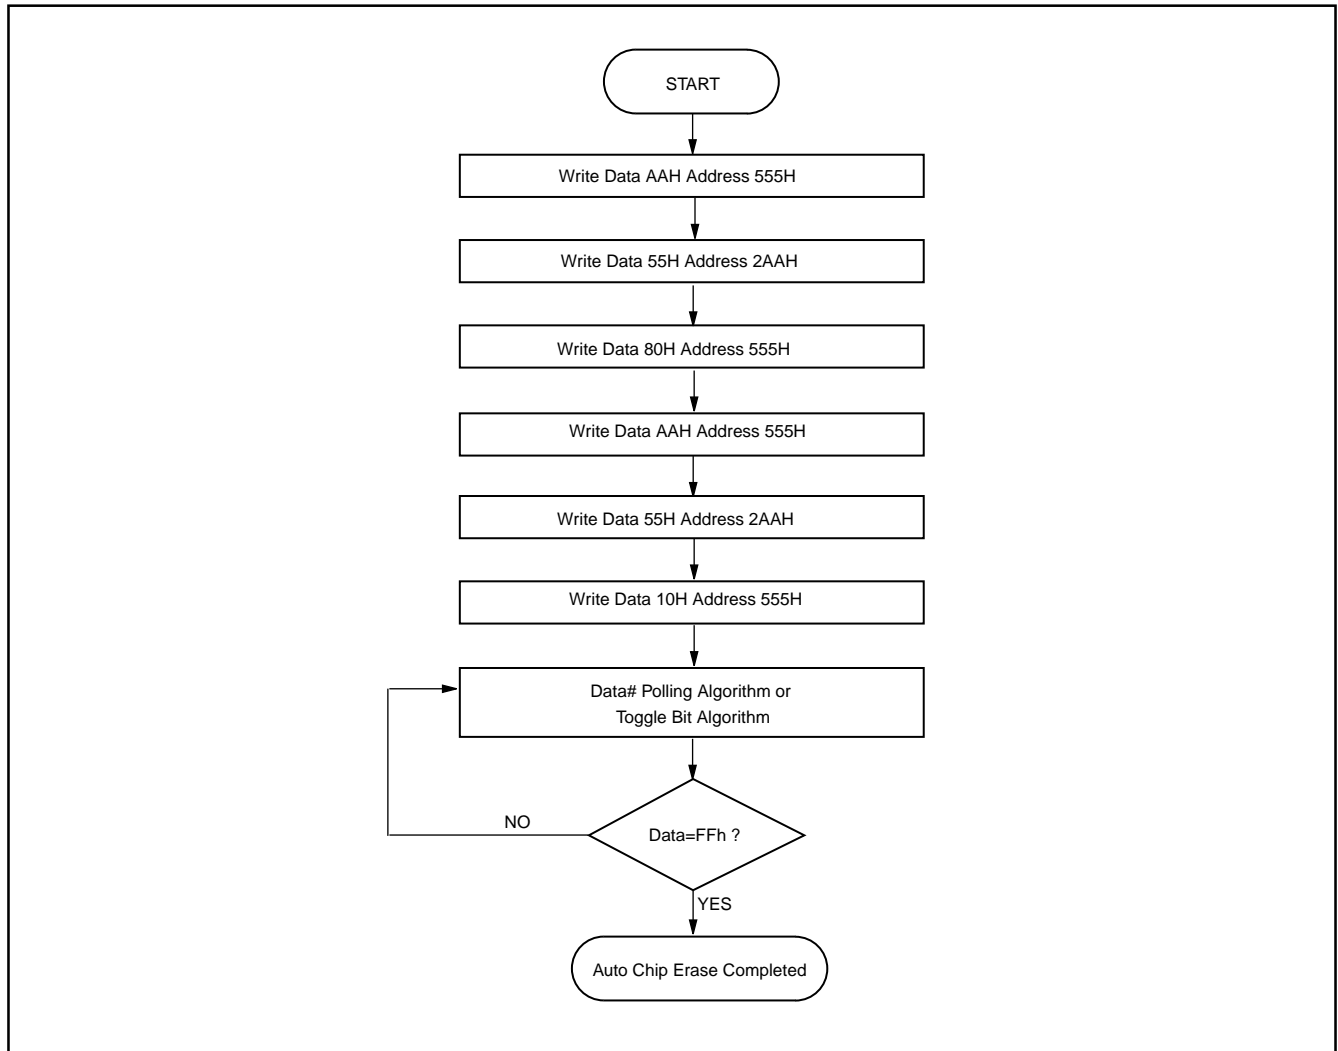 START
Write Data AAH Address 555H
Write Data 55H Address 2AAH
Write Data 80H Address 555H
Write Data AAH Address 555H
Write Data 55H Address 2AAH
Write Data 10H Address 555H
Data# Polling Algorithm or
Toggle Bit Algorithm
NO
Data=FFh ?
YES
Auto Chip Erase Completed